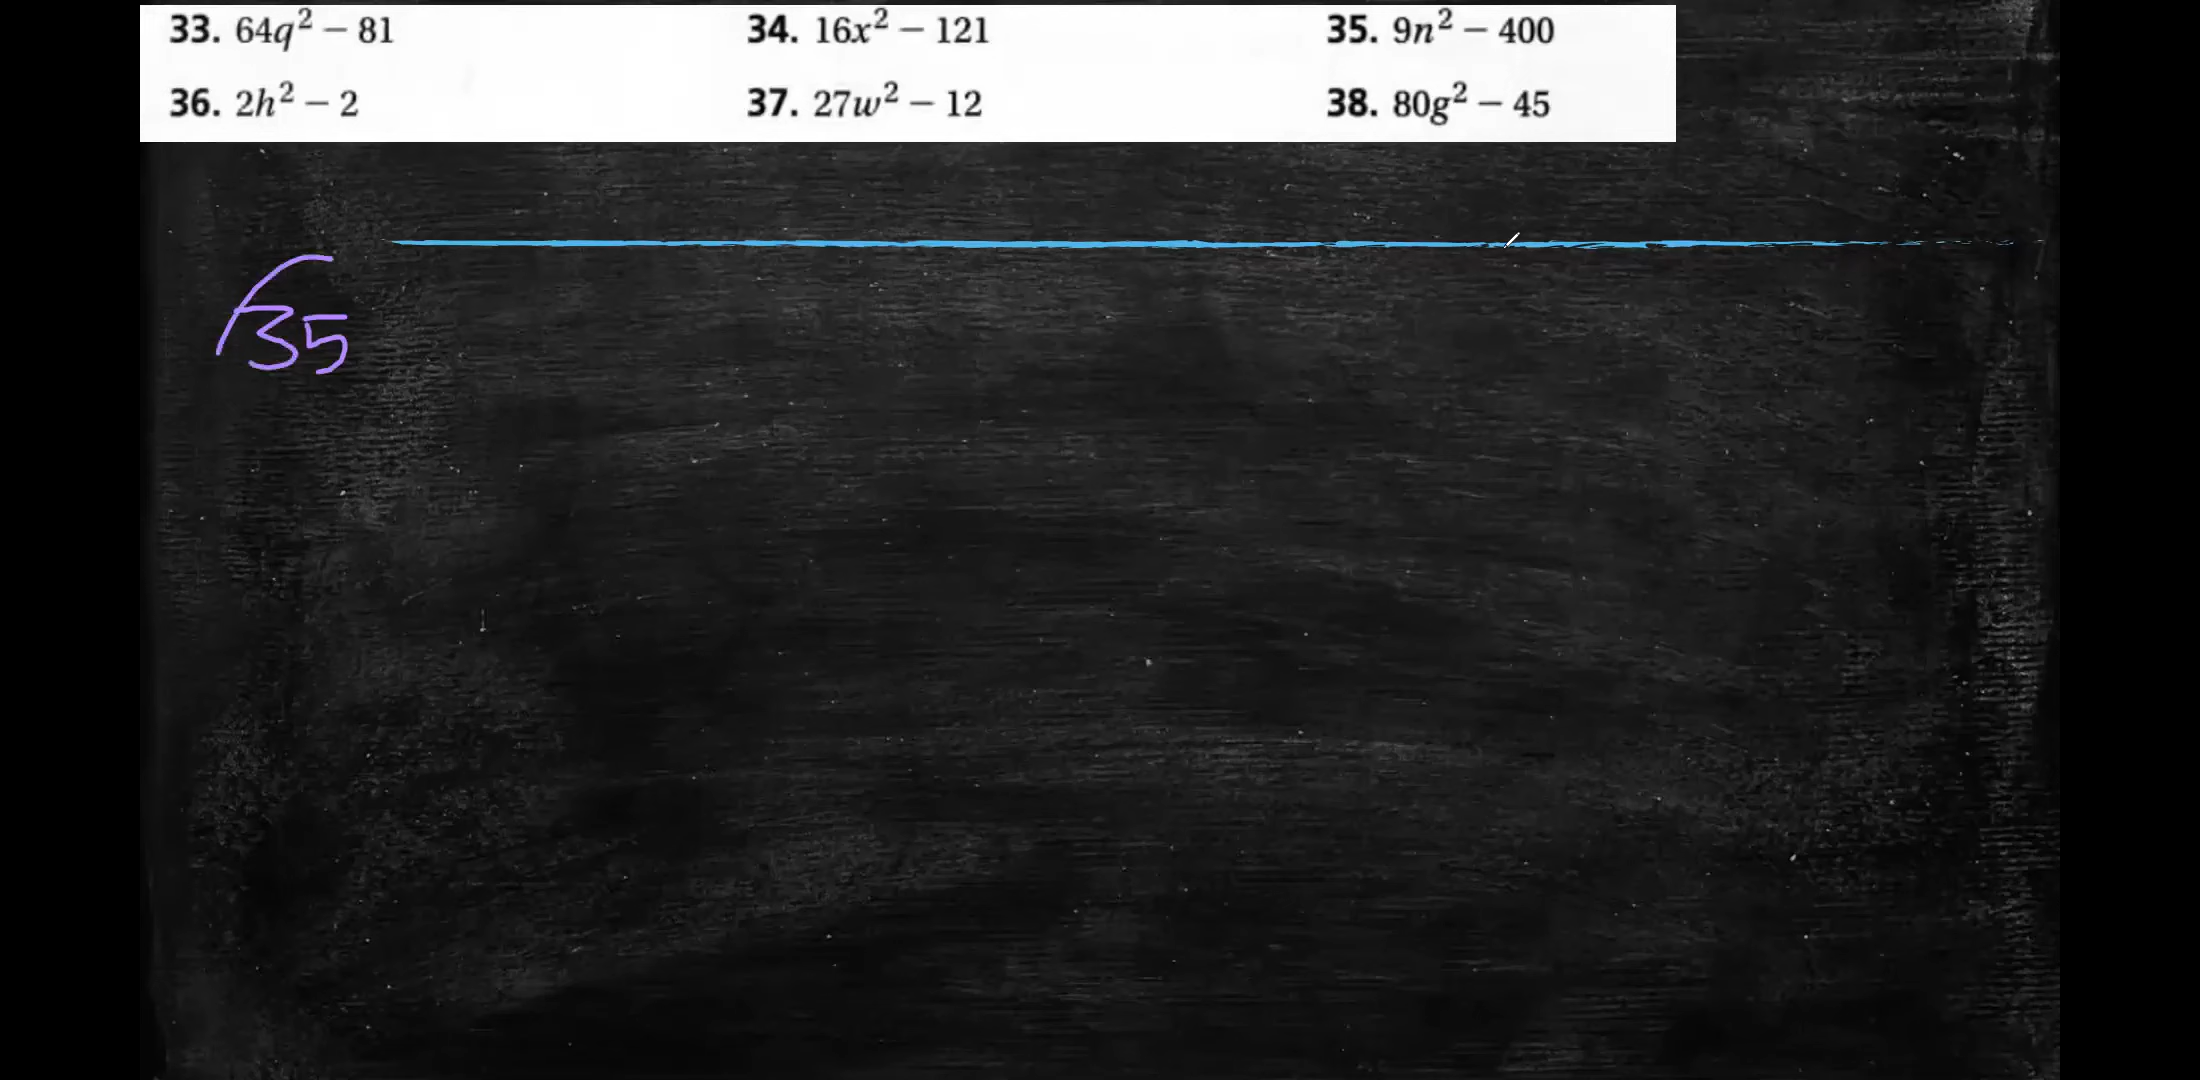 33. 64q² – 81 34. 16x² – 121 35. 9n² – 400
36. 2h² – 2 37. 27w² – 12 38. 80g² – 45
35